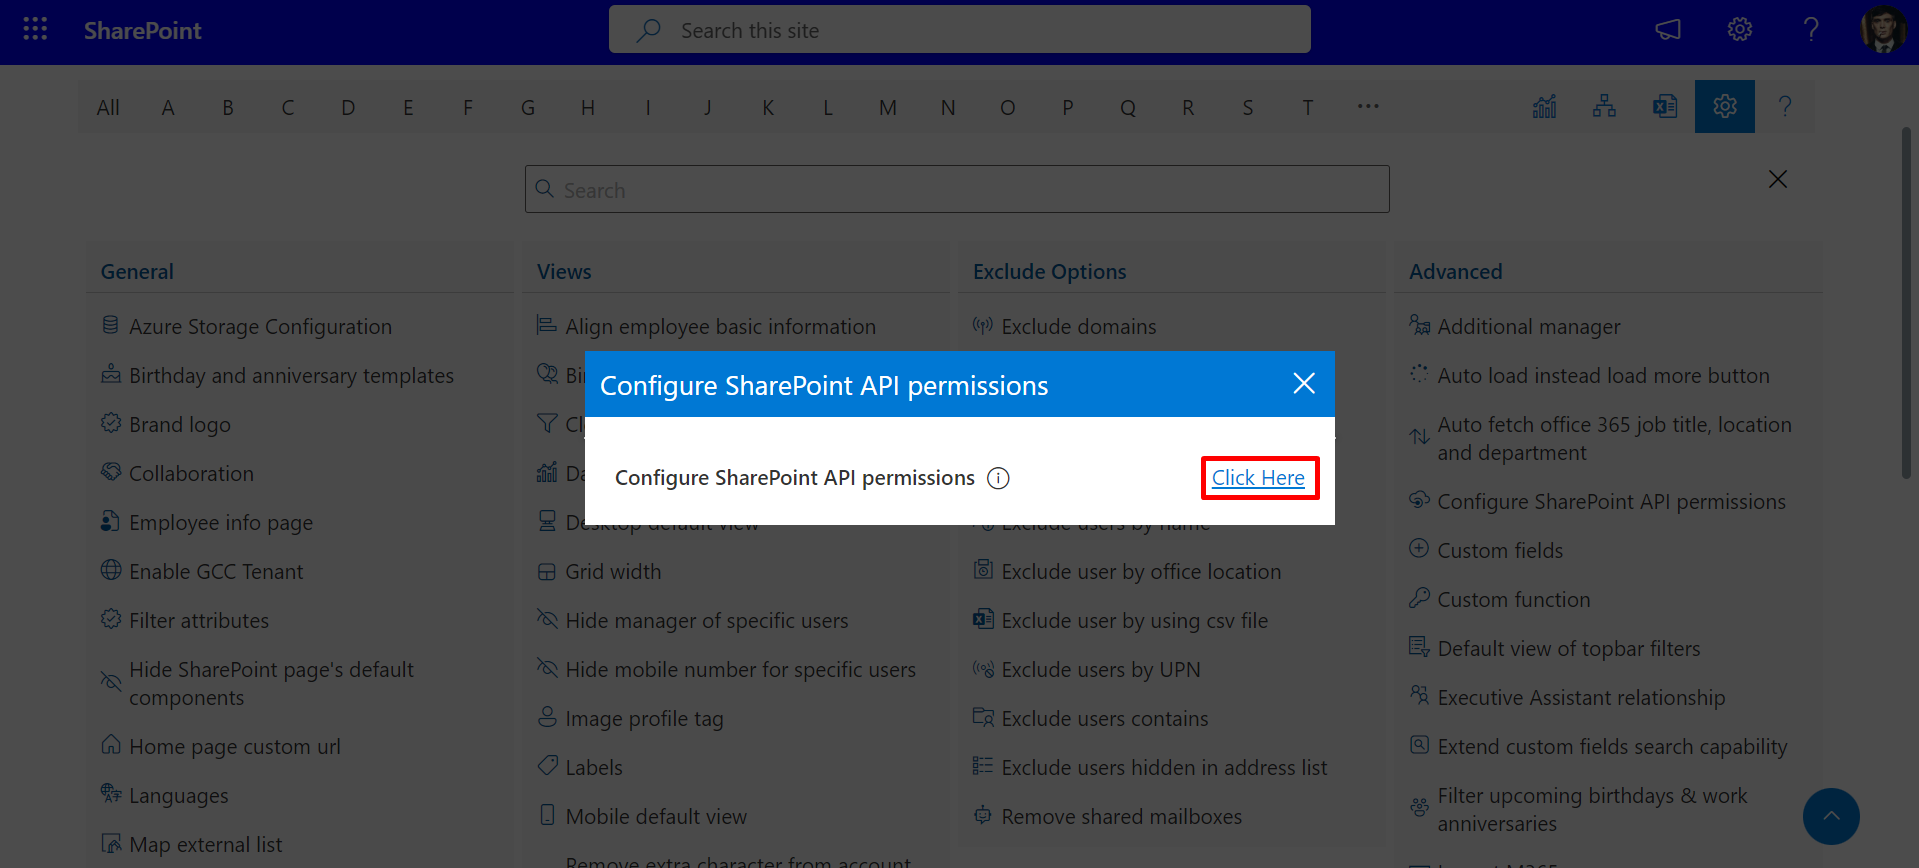 SharePoint
Search this site
All A B C D E F G H I J K L M N O P Q R S T ...
Search
General
Azure Storage Configuration
Birthday and anniversary templates
Brand logo
Collaboration
Employee info page
Enable GCC Tenant
Filter attributes
Hide SharePoint page's default
components
Home page custom url
Languages
Map external list
Views
Align employee basic information
Grid width
Hide manager of specific users
Hide mobile number for specific users
Image profile tag
Labels
Mobile default view
Remove extra character from account
Exclude Options
Exclude domains
Exclude users by name
Exclude user by office location
Exclude user by using csv file
Exclude users by UPN
Exclude users contains
Exclude users hidden in address list
Remove shared mailboxes
Advanced
Additional manager
Auto load instead load more button
Auto fetch office 365 job title, location
and department
Configure SharePoint API permissions
Custom fields
Custom function
Default view of topbar filters
Executive Assistant relationship
Extend custom fields search capability
Filter upcoming birthdays & work
anniversaries
Configure SharePoint API permissions
Configure SharePoint API permissions
Click Here
Desktop default view